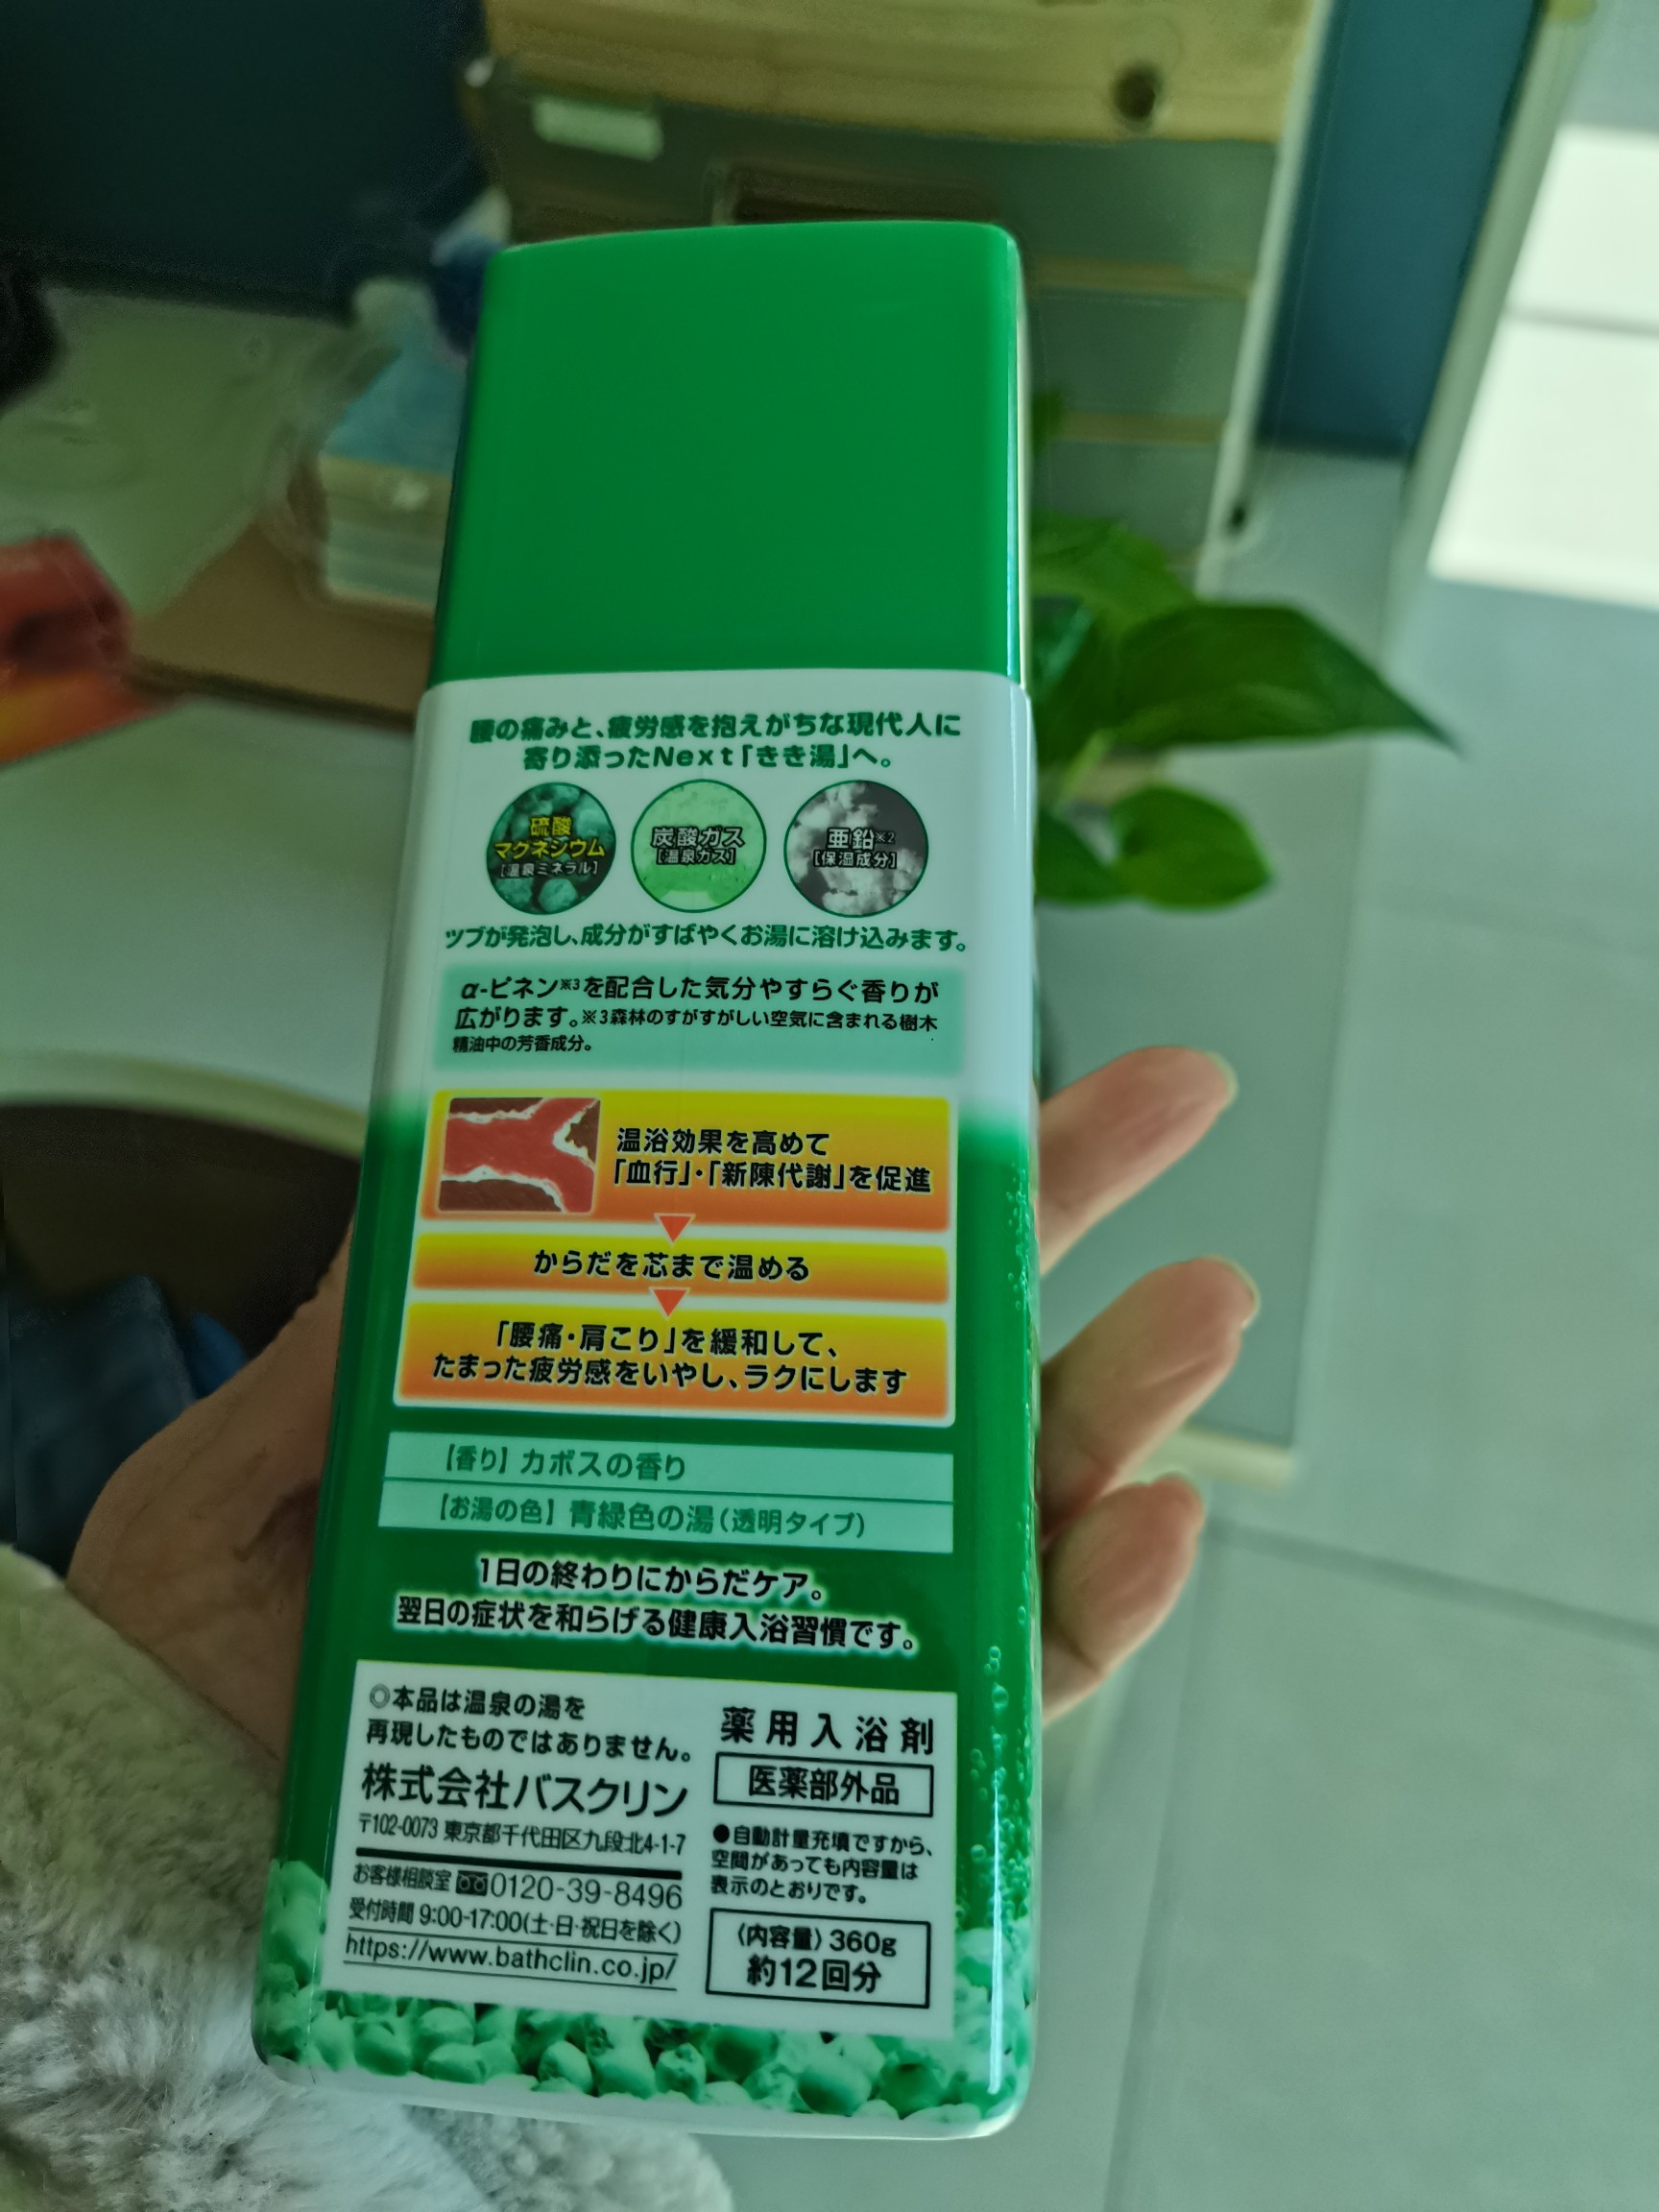 腰の痛みと、疲労感を抱えがちな現代人に
寄り添ったNext「きき湯」へ。
硫酸
マグネシウム
[温泉ミネラル]
炭酸ガス
[温泉ガス]
亜鉛※2
[保湿成分]
ツブが発泡し、成分がすばやくお湯に溶け込みます。
α-ピネン※3を配合した気分やすらぐ香りが
広がります。※3森林のすがすがしい空気に含まれる樹木
精油中の芳香成分。
温浴効果を高めて
「血行」・「新陳代謝」を促進
からだを芯まで温める
「腰痛・肩こり」を緩和して、
たまった疲労感をいやし、ラクにします
【香り】カボスの香り
【お湯の色】青緑色の湯(透明タイプ)
1日の終わりにからだケア。
翌日の症状を和らげる健康入浴習慣です。
◎本品は温泉の湯を
再現したものではありません。
株式会社バスクリン
〒102-0073 東京都千代田区九段北4-1-7
お客様相談室 0120-39-8496
受付時間 9:00-17:00(土・日・祝日を除く)
https://www.bathclin.co.jp/
薬用入浴剤
医薬部外品
●自動計量充填ですから、
空間があっても内容量は
表示のとおりです。
〈内容量〉360g
約12回分